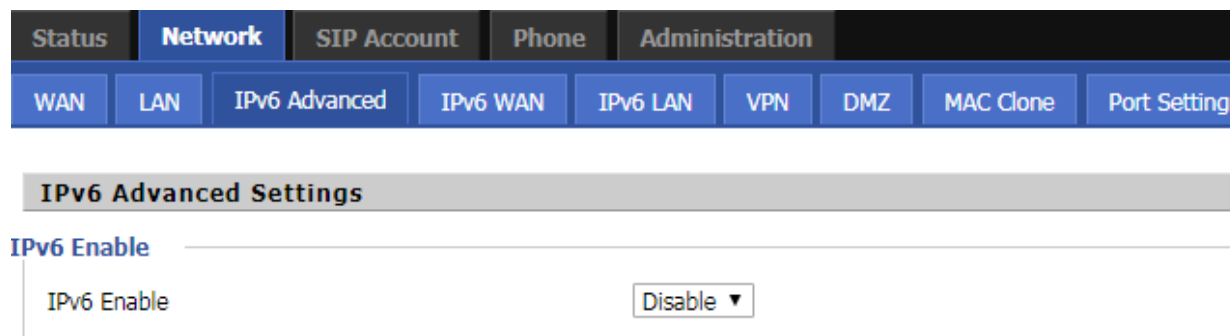 Status Network SIP Account Phone Administration
WAN LAN IPv6 Advanced IPv6 WAN IPv6 LAN VPN DMZ MAC Clone Port Setting
IPv6 Advanced Settings
IPv6 Enable
IPv6 Enable Disable